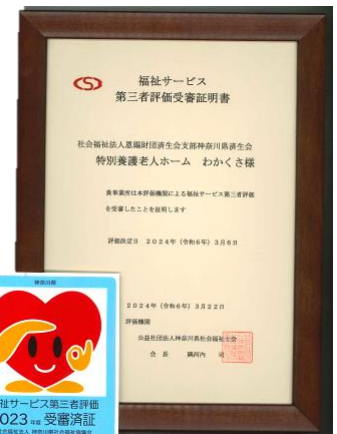 福祉サービス
第三者評価受審証明書
社会福祉法人恩賜財団済生会支部神奈川県済生会
特別養護老人ホーム わかくさ様
貴事業所は本評価機関による福祉サービス第三者評価
を受審したことを証明します
評価決定日 2024年(令和6年)3月6日
2024年(令和6年)3月22日
評価機関
公益社団法人神奈川県社会福祉士会
会 長
神奈川県
祉サービス第三者評価
023年度 受審済証